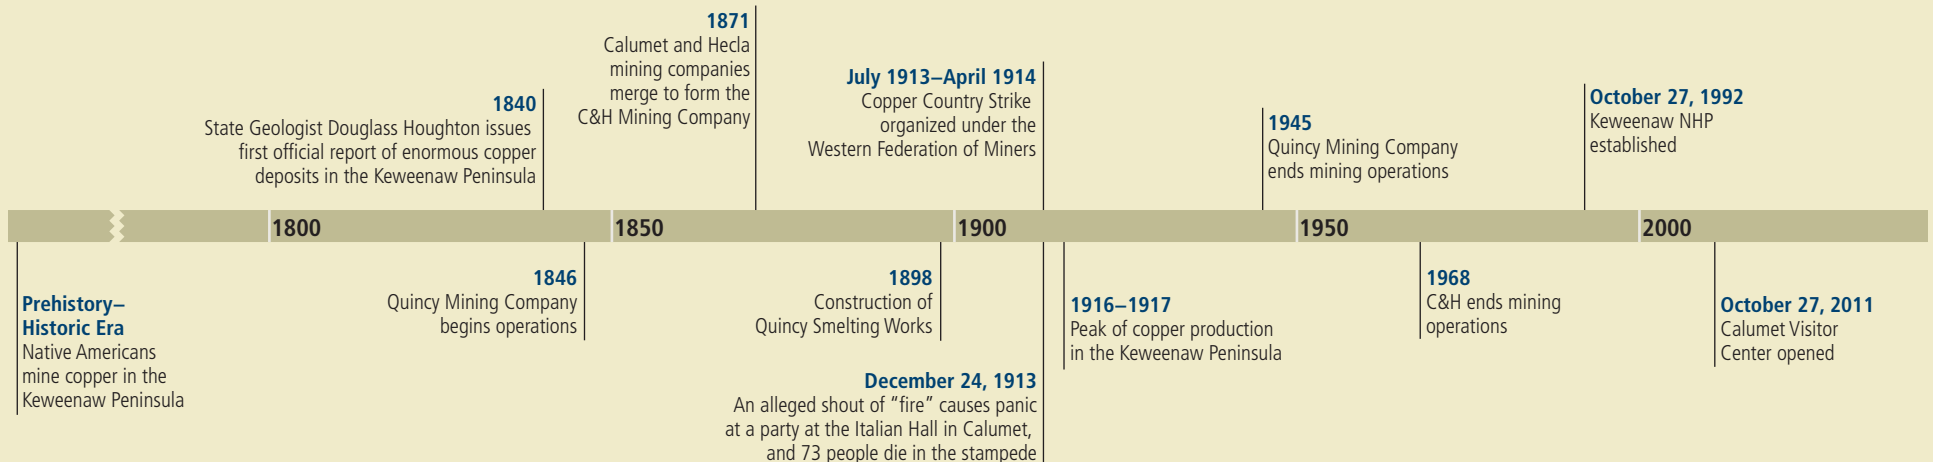 1840
State Geologist Douglass Houghton issues
first official report of enormous copper
deposits in the Keweenaw Peninsula
1871
Calumet and Hecla
mining companies
merge to form the
C&H Mining Company
July 1913–April 1914
Copper Country Strike
organized under the
Western Federation of Miners
1945
Quincy Mining Company
ends mining operations
October 27, 1992
Keweenaw NHP
established
1800
1850
1900
1950
2000
Prehistory–
Historic Era
Native Americans
mine copper in the
Keweenaw Peninsula
1846
Quincy Mining Company
begins operations
1898
Construction of
Quincy Smelting Works
December 24, 1913
An alleged shout of “fire” causes panic
at a party at the Italian Hall in Calumet,
and 73 people die in the stampede
1916–1917
Peak of copper production
in the Keweenaw Peninsula
1968
C&H ends mining
operations
October 27, 2011
Calumet Visitor
Center opened